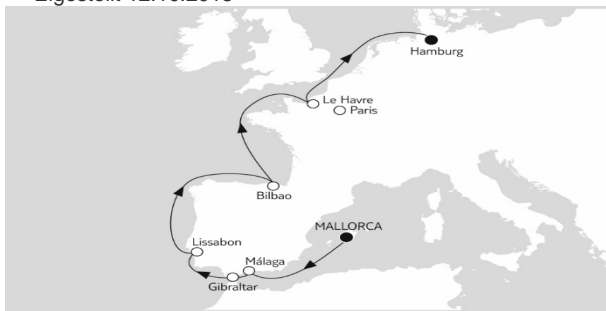 Hamburg
Le Havre
Paris
Bilbao
MALLORCA
Lissabon
Málaga
Gibraltar